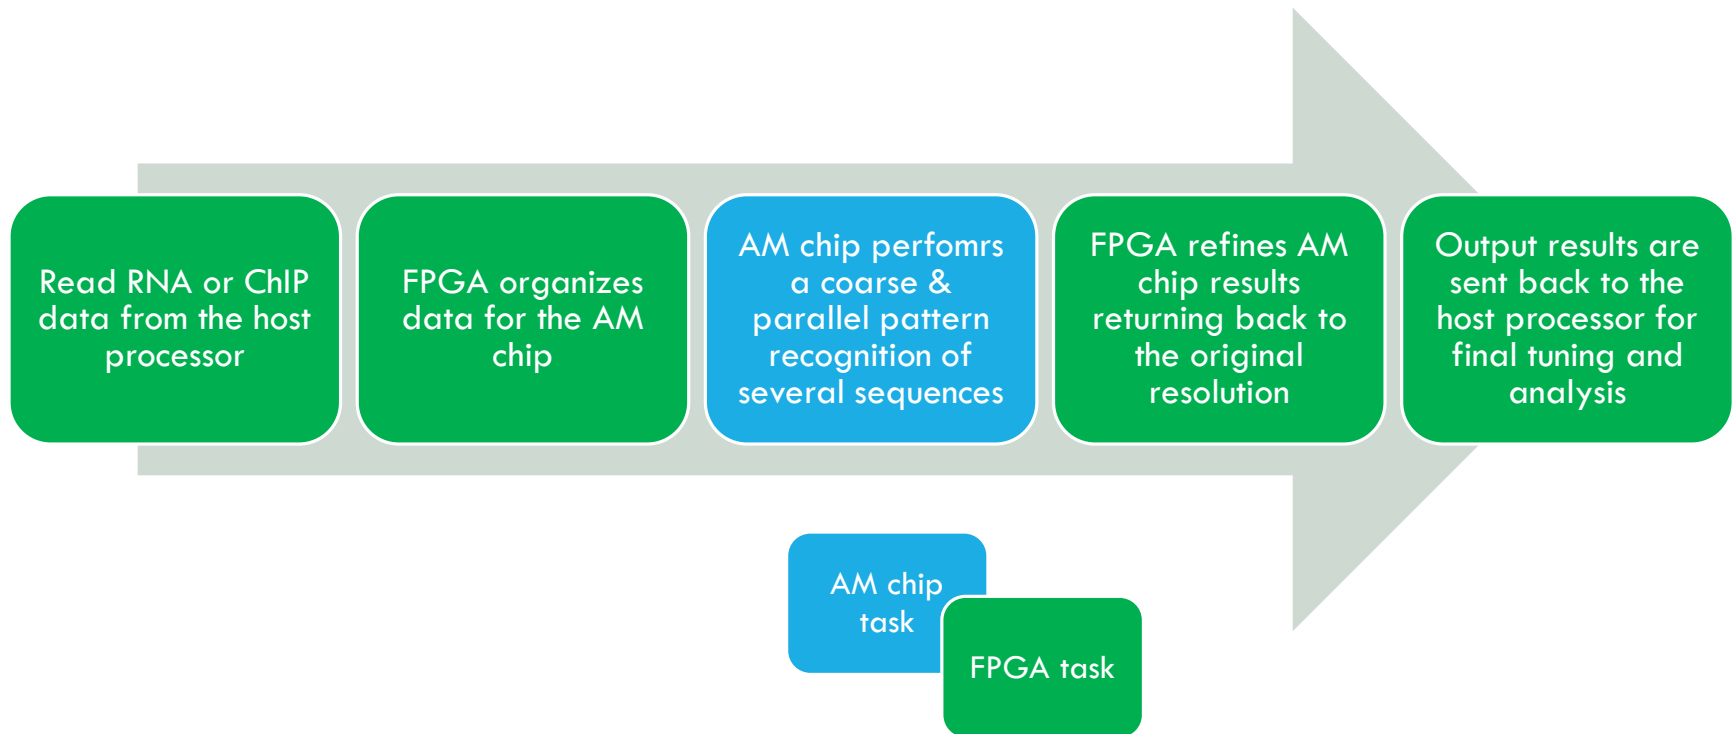 Read RNA or ChIP
data from the host
processor
FPGA organizes
data for the AM
chip
AM chip perfomrs
a coarse &
parallel pattern
recognition of
several sequences
FPGA refines AM
chip results
returning back to
the original
resolution
Output results are
sent back to the
host processor for
final tuning and
analysis
AM chip
task
FPGA task